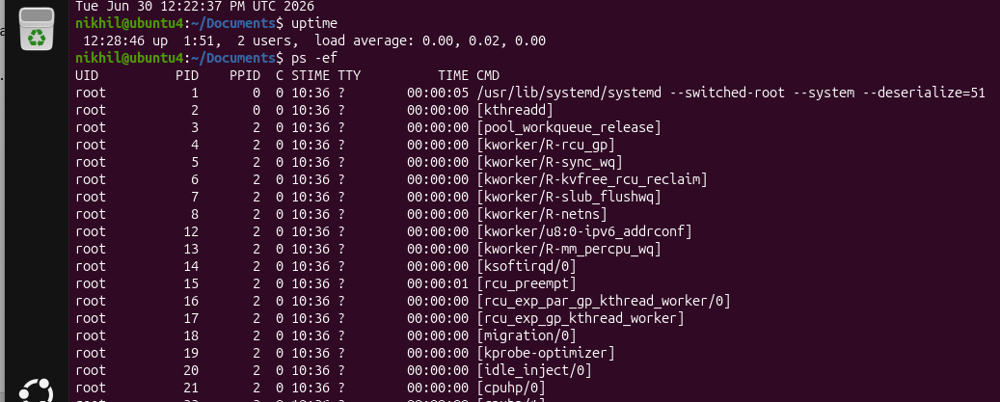 Tue Jun 30 12:22:37 PM UTC 2026
nikhil@ubuntu4:~/Documents$ uptime
 12:28:46 up  1:51,  2 users,  load average: 0.00, 0.02, 0.00
nikhil@ubuntu4:~/Documents$ ps -ef
UID          PID    PPID  C STIME TTY          TIME CMD
root           1       0  0 10:36 ?        00:00:05 /usr/lib/systemd/systemd --switched-root --system --deserialize=51
root           2       0  0 10:36 ?        00:00:00 [kthreadd]
root           3       2  0 10:36 ?        00:00:00 [pool_workqueue_release]
root           4       2  0 10:36 ?        00:00:00 [kworker/R-rcu_gp]
root           5       2  0 10:36 ?        00:00:00 [kworker/R-sync_wq]
root           6       2  0 10:36 ?        00:00:00 [kworker/R-kvfree_rcu_reclaim]
root           7       2  0 10:36 ?        00:00:00 [kworker/R-slub_flushwq]
root           8       2  0 10:36 ?        00:00:00 [kworker/R-netns]
root          12       2  0 10:36 ?        00:00:00 [kworker/u8:0-ipv6_addrconf]
root          13       2  0 10:36 ?        00:00:00 [kworker/R-mm_percpu_wq]
root          14       2  0 10:36 ?        00:00:00 [ksoftirqd/0]
root          15       2  0 10:36 ?        00:00:01 [rcu_preempt]
root          16       2  0 10:36 ?        00:00:00 [rcu_exp_par_gp_kthread_worker/0]
root          17       2  0 10:36 ?        00:00:00 [rcu_exp_gp_kthread_worker]
root          18       2  0 10:36 ?        00:00:00 [migration/0]
root          19       2  0 10:36 ?        00:00:00 [kprobe-optimizer]
root          20       2  0 10:36 ?        00:00:00 [idle_inject/0]
root          21       2  0 10:36 ?        00:00:00 [cpuhp/0]